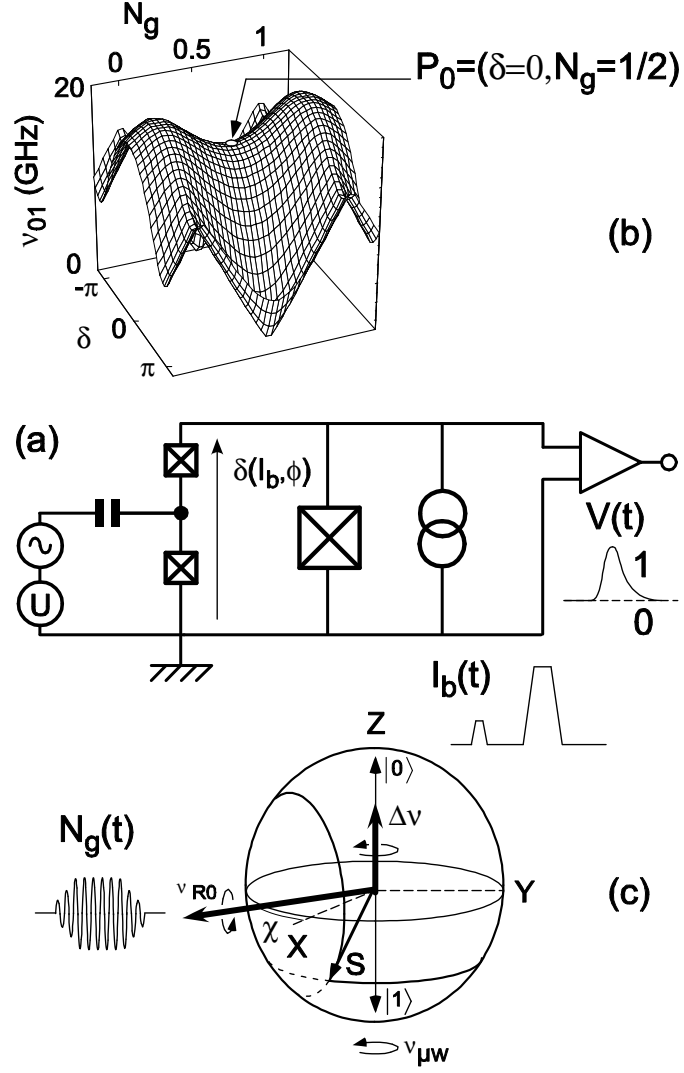 N_g
0 0.5 1
20
P_0=(δ=0,N_g=1/2)
ν_01 (GHz)
(b)
0
-π
δ 0
π
(a)
δ(I_b,ϕ)
V(t)
U
1
0
I_b(t)
Z
|0⟩
N_g(t)
Δν
ν_R0
Y
(c)
χ
X
S
|1⟩
ν_μw